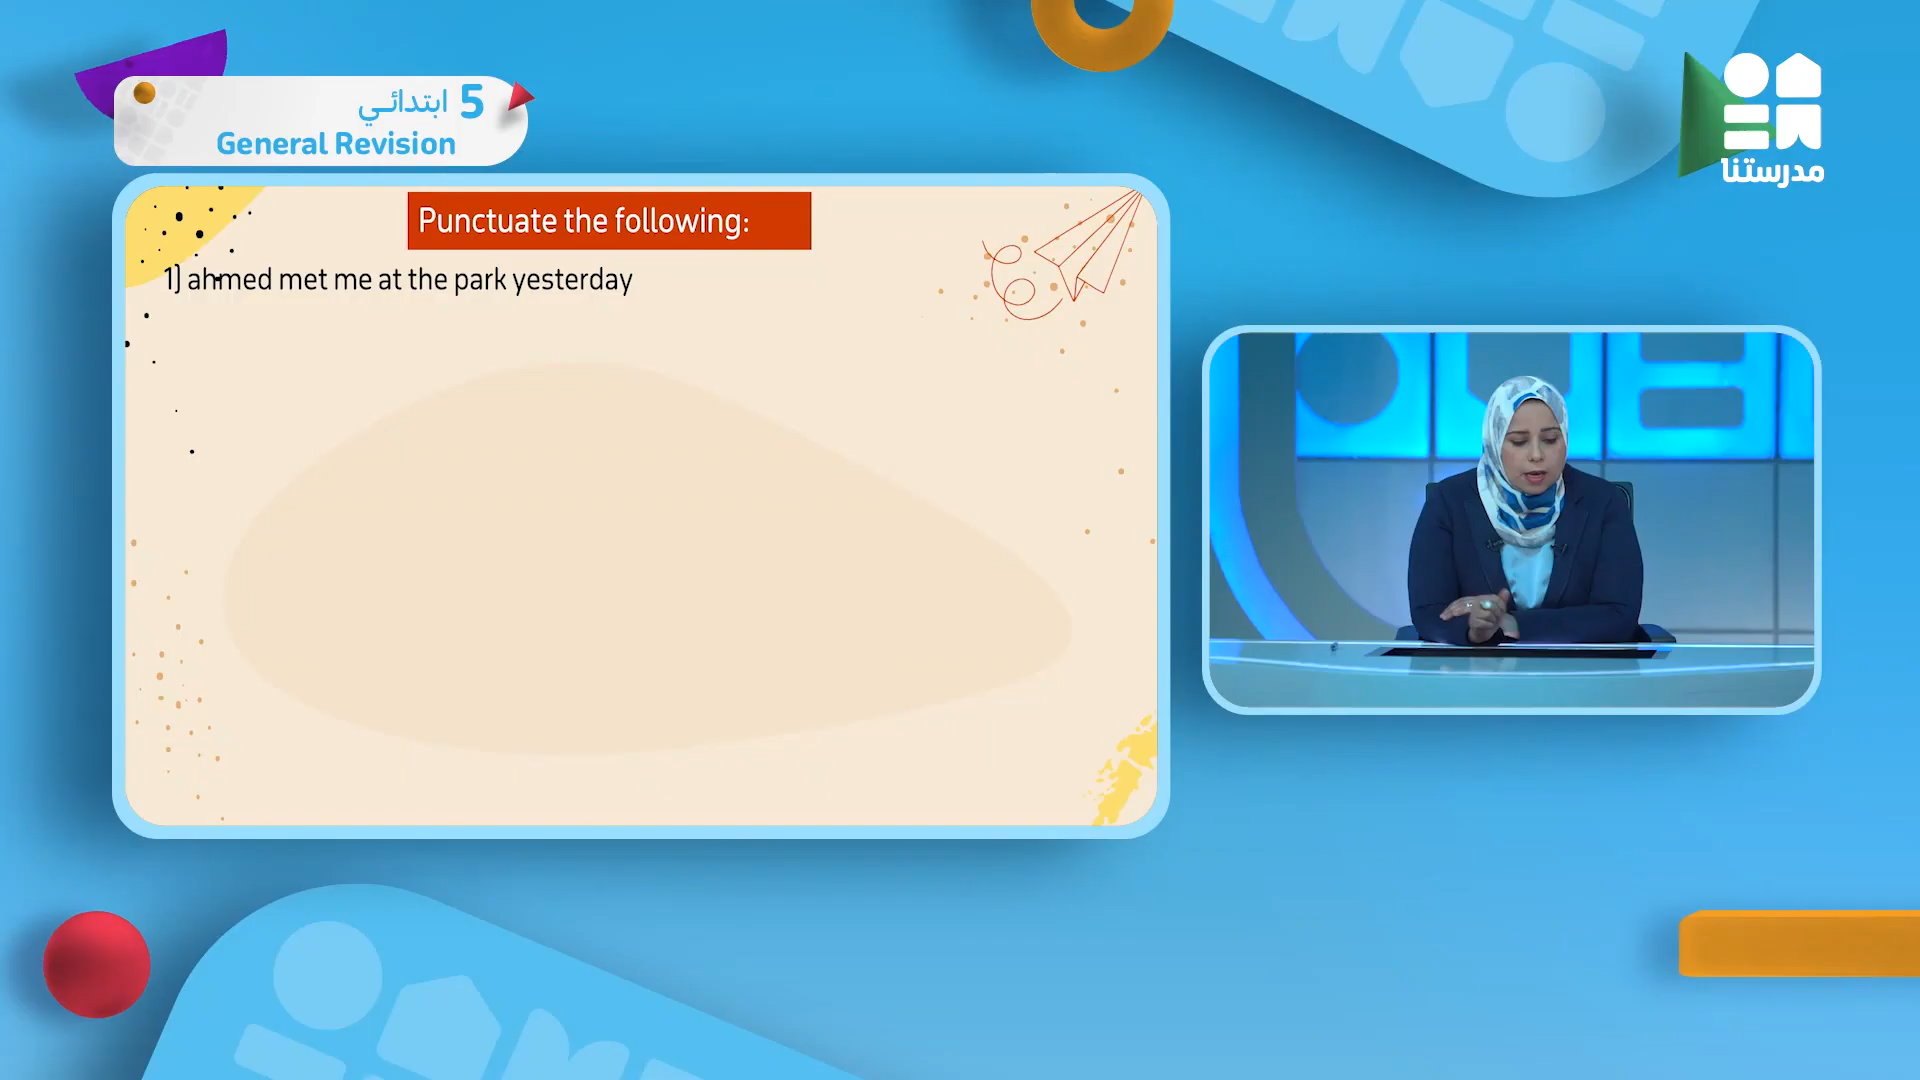 5 ابتدائي
General Revision
مدرستنا
Punctuate the following:
1) ahmed met me at the park yesterday